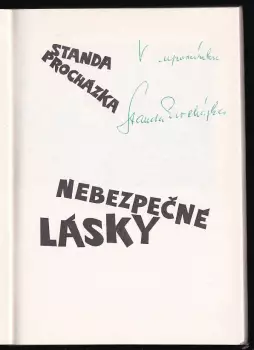 STANDA
PROCHÁZKA
V upomínku
Standa Procházka
NEBEZPEČNÉ
LÁSKY